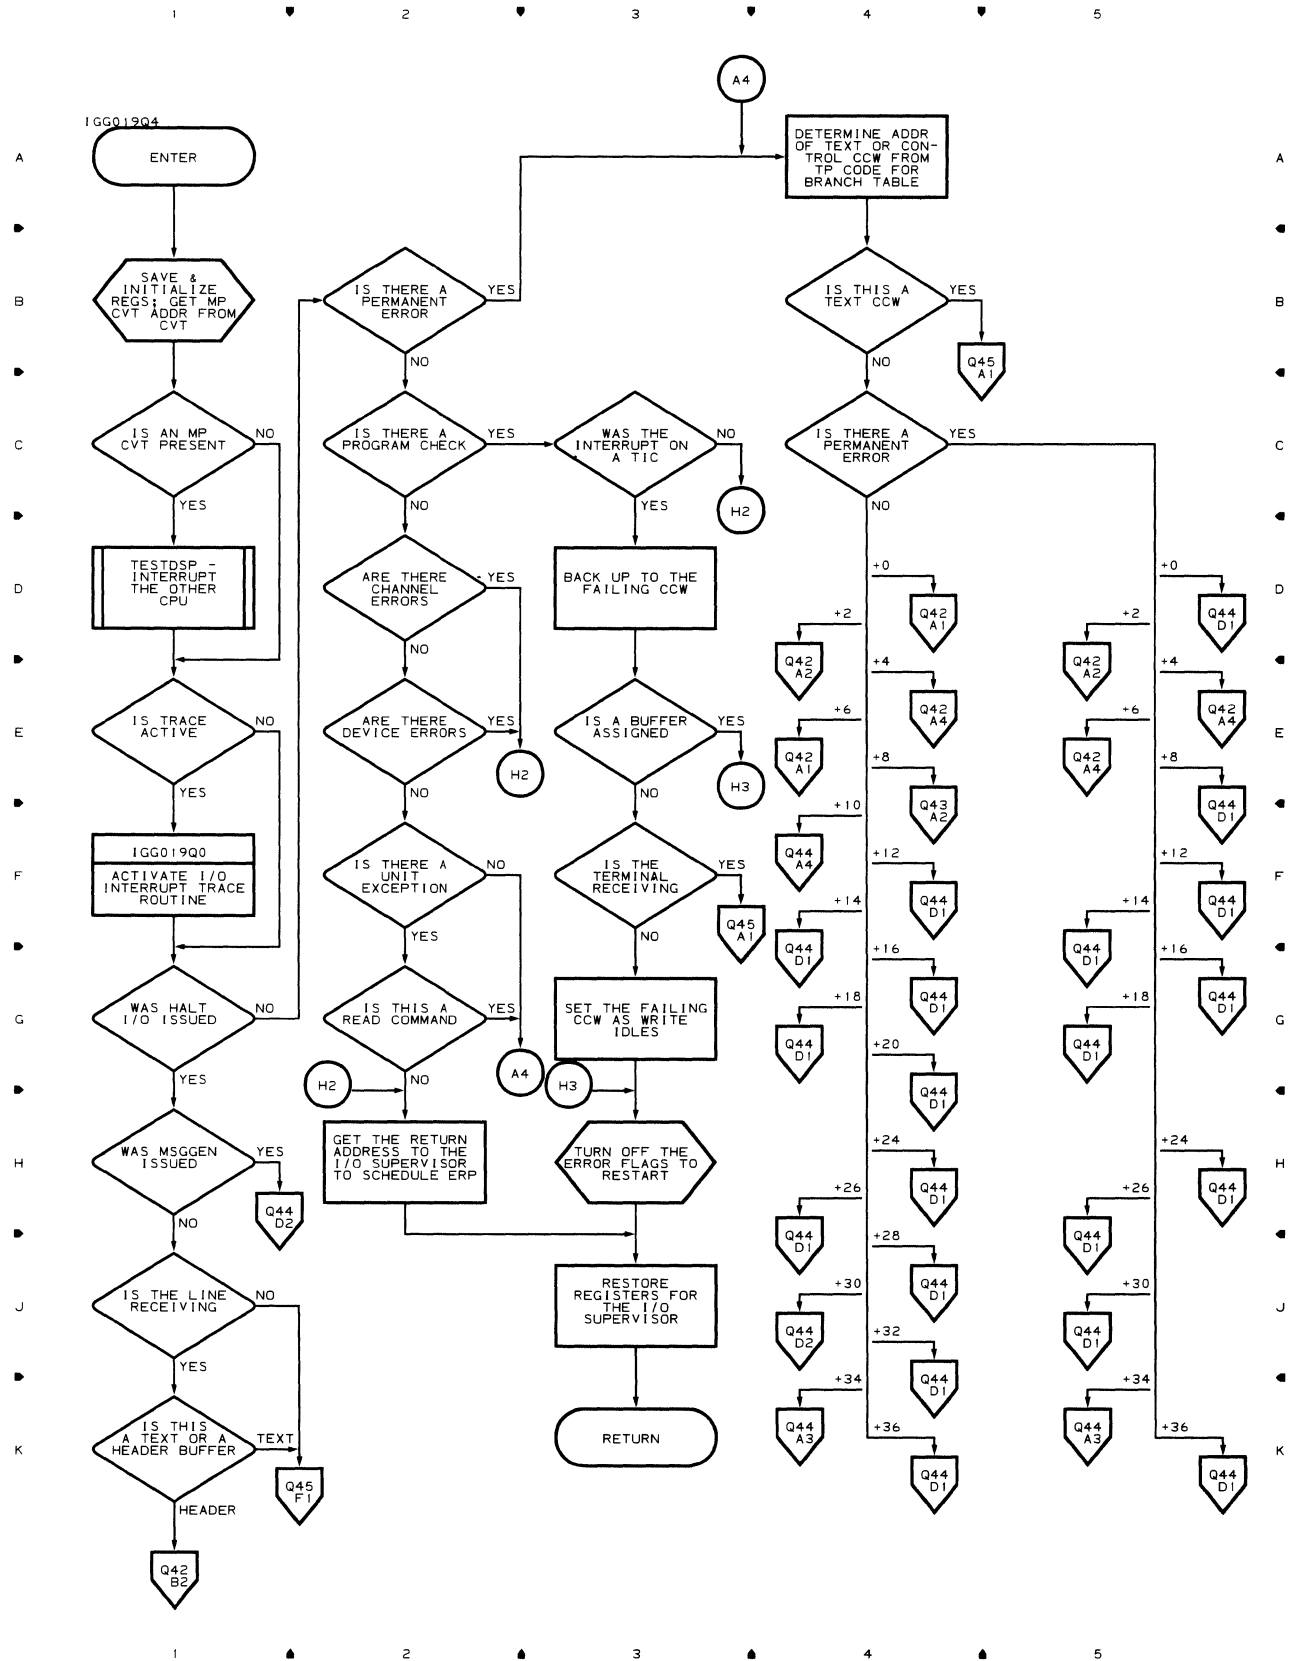 1 2 3 4 5
A4
IGG019Q4
A
ENTER
DETERMINE ADDR
OF TEXT OR CON-
TROL CCW FROM
TP CODE FOR
BRANCH TABLE
A
B
SAVE &
INITIALIZE
REGS; GET MP
CVT ADDR FROM
CVT
IS THERE A
PERMANENT
ERROR
YES
NO
IS THIS A
TEXT CCW
YES
NO
Q45
A1
B
C
IS AN MP
CVT PRESENT
NO
YES
IS THERE A
PROGRAM CHECK
YES
NO
WAS THE
INTERRUPT ON
A TIC
NO
YES
H2
IS THERE A
PERMANENT
ERROR
YES
NO
C
D
TESTDSP -
INTERRUPT
THE OTHER
CPU
ARE THERE
CHANNEL
ERRORS
YES
NO
BACK UP TO THE
FAILING CCW
D
E
IS TRACE
ACTIVE
NO
YES
ARE THERE
DEVICE ERRORS
YES
NO
H2
IS A BUFFER
ASSIGNED
YES
NO
H3
E
F
IGG019Q0
ACTIVATE I/O
INTERRUPT TRACE
ROUTINE
IS THERE A
UNIT
EXCEPTION
NO
YES
IS THE
TERMINAL
RECEIVING
YES
NO
Q45
A1
F
G
WAS HALT
I/O ISSUED
NO
YES
IS THIS A
READ COMMAND
YES
NO
A4
SET THE FAILING
CCW AS WRITE
IDLES
G
H2
H3
H
WAS MSGGEN
ISSUED
YES
NO
Q44
D2
GET THE RETURN
ADDRESS TO THE
I/O SUPERVISOR
TO SCHEDULE ERP
TURN OFF THE
ERROR FLAGS TO
RESTART
H
J
IS THE LINE
RECEIVING
NO
YES
RESTORE
REGISTERS FOR
THE I/O
SUPERVISOR
J
K
IS THIS
A TEXT OR A
HEADER BUFFER
TEXT
HEADER
Q45
F1
Q42
B2
RETURN
K
+0
Q42
A1
+2
Q42
A2
+4
Q42
A4
+6
Q42
A1
+8
Q43
A2
+10
Q44
A4
+12
Q44
D1
+14
Q44
D1
+16
Q44
D1
+18
Q44
D1
+20
Q44
D1
+24
Q44
D1
+26
Q44
D1
+28
Q44
D1
+30
Q44
D2
+32
Q44
D1
+34
Q44
A3
+36
Q44
D1
+0
Q44
D1
+2
Q42
A2
+4
Q42
A4
+6
Q42
A4
+8
Q44
D1
+12
Q44
D1
+14
Q44
D1
+16
Q44
D1
+18
Q44
D1
+24
Q44
D1
+26
Q44
D1
+30
Q44
D1
+34
Q44
A3
+36
Q44
D1
1 2 3 4 5